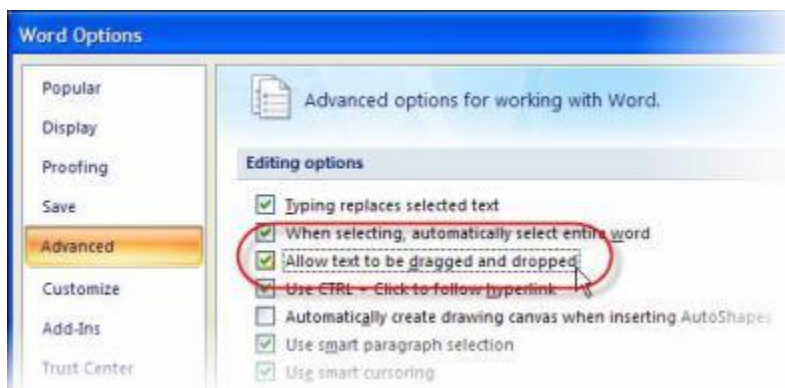 Word Options
Popular
Display
Proofing
Save
Advanced
Customize
Add-Ins
Trust Center
Advanced options for working with Word.
Editing options
Typing replaces selected text
When selecting, automatically select entire word
Allow text to be dragged and dropped
Use CTRL + Click to follow hyperlink
Automatically create drawing canvas when inserting AutoShapes
Use smart paragraph selection
Use smart cursoring